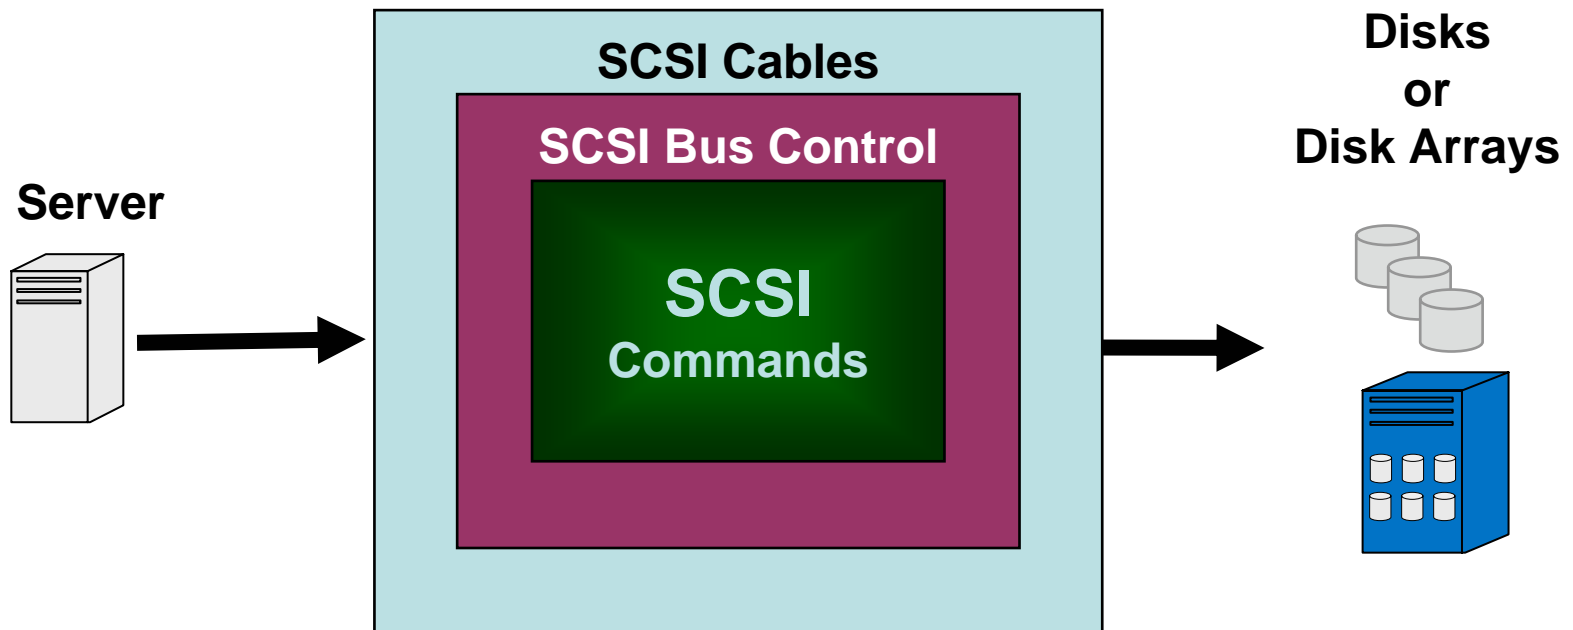 Server
SCSI Cables
SCSI Bus Control
SCSI
Commands
Disks
or
Disk Arrays